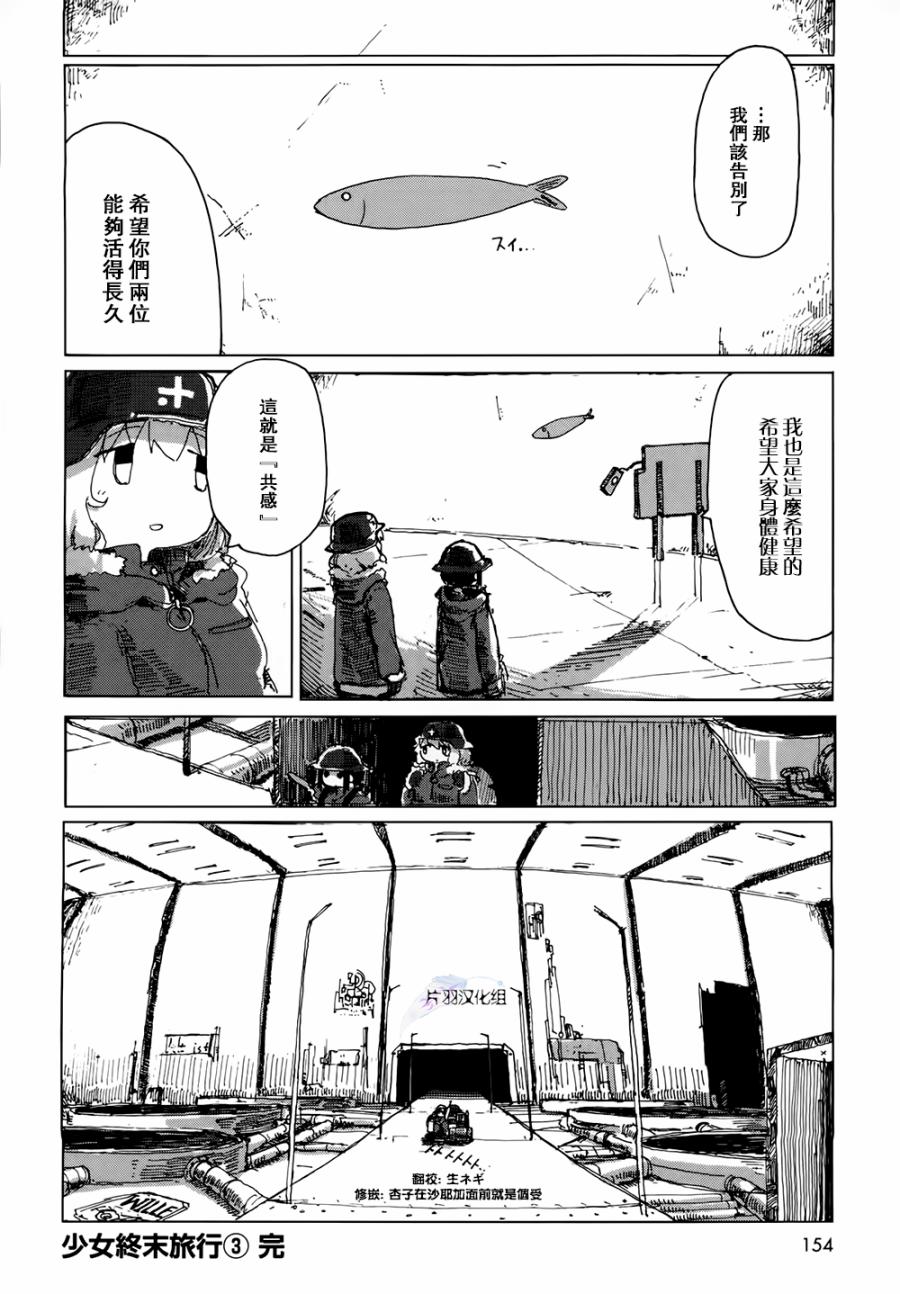 …那
我們該告別了
スイ…
希望你們兩位
能夠活得長久
我也是這麼希望的
希望大家身體健康
這就是『共感』
片羽汉化组
翻校: 生ネギ
修嵌: 杏子在沙耶加面前就是個受
少女終末旅行③ 完
154